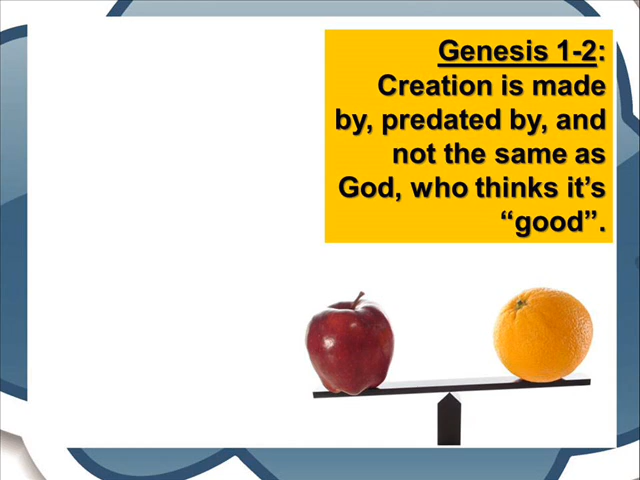 Genesis 1-2:
Creation is made
by, predated by, and
not the same as
God, who thinks it’s
“good”.